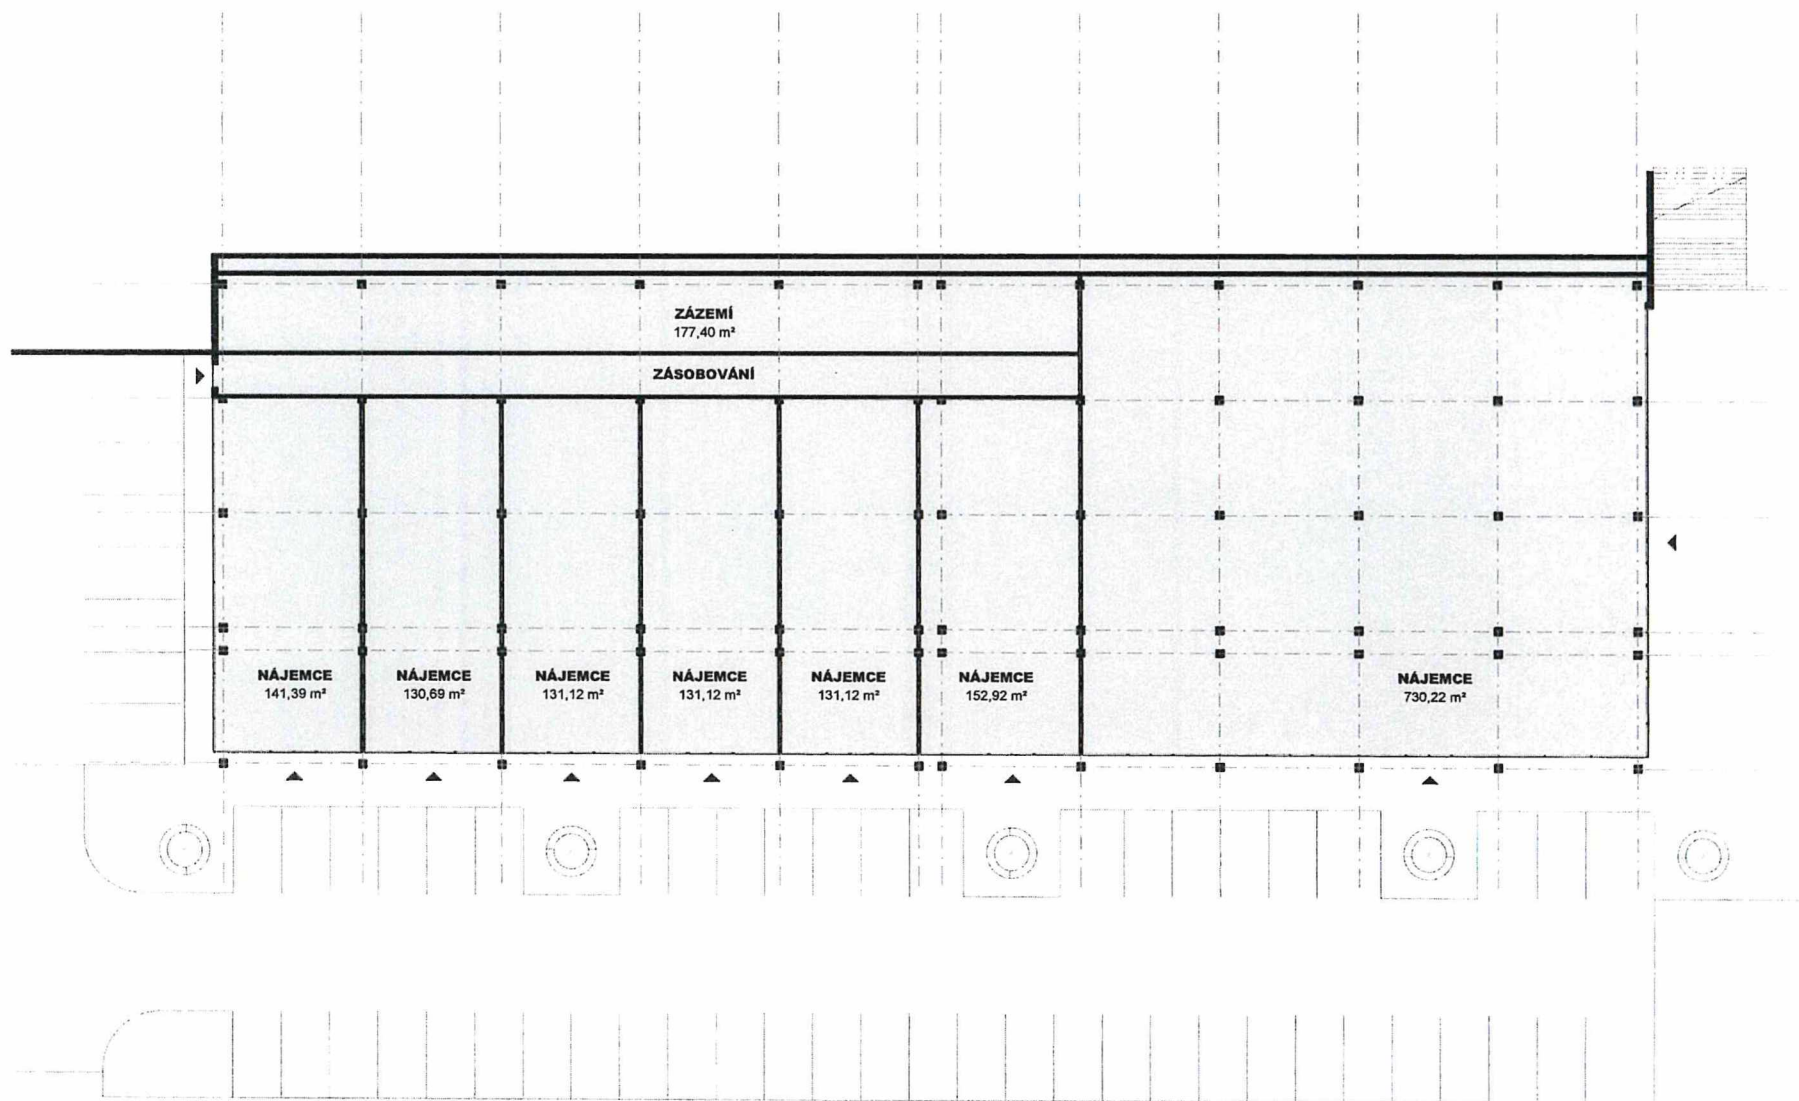 ZÁZEMÍ
177,40 m²
ZÁSOBOVÁNÍ
NÁJEMCE
141,39 m²
NÁJEMCE
130,69 m²
NÁJEMCE
131,12 m²
NÁJEMCE
131,12 m²
NÁJEMCE
131,12 m²
NÁJEMCE
152,92 m²
NÁJEMCE
730,22 m²